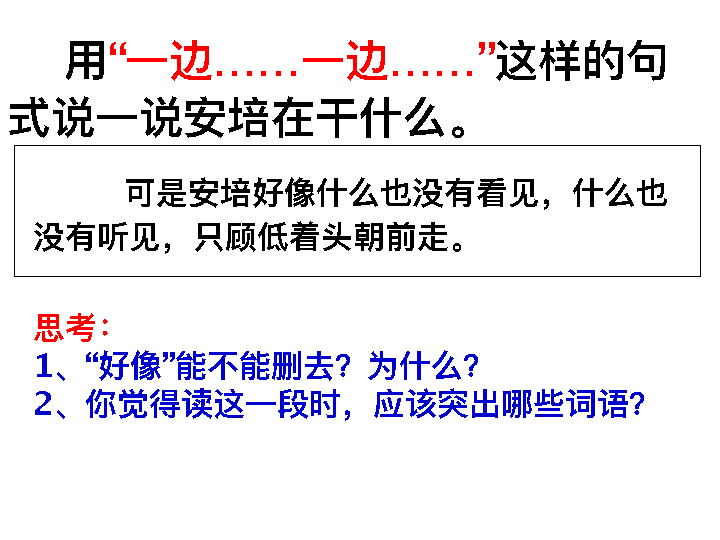 用“一边……一边……”这样的句
式说一说安培在干什么。
可是安培好像什么也没有看见，什么也
没有听见，只顾低着头朝前走。
思考：
1、“好像”能不能删去？为什么？
2、你觉得读这一段时，应该突出哪些词语？